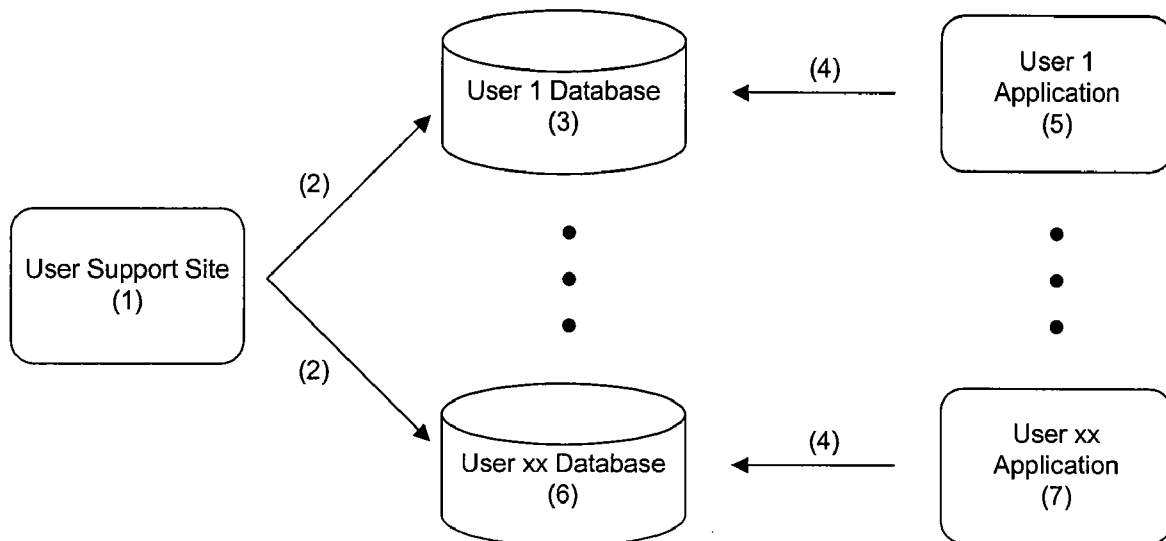 User 1 Database
(3)
(4)
User 1
Application
(5)
(2)
User Support Site
(1)
(2)
User xx Database
(6)
(4)
User xx
Application
(7)